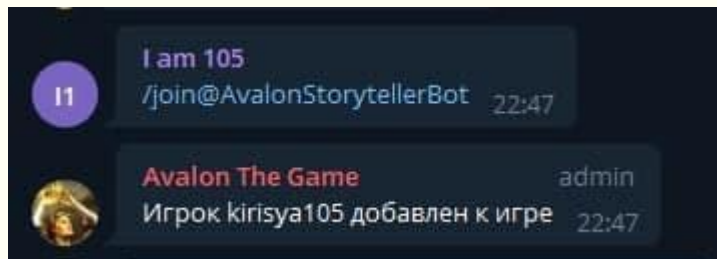 I am 105
I1
/join@AvalonStorytellerBot 22:47
Avalon The Game admin
Игрок kirisya105 добавлен к игре 22:47